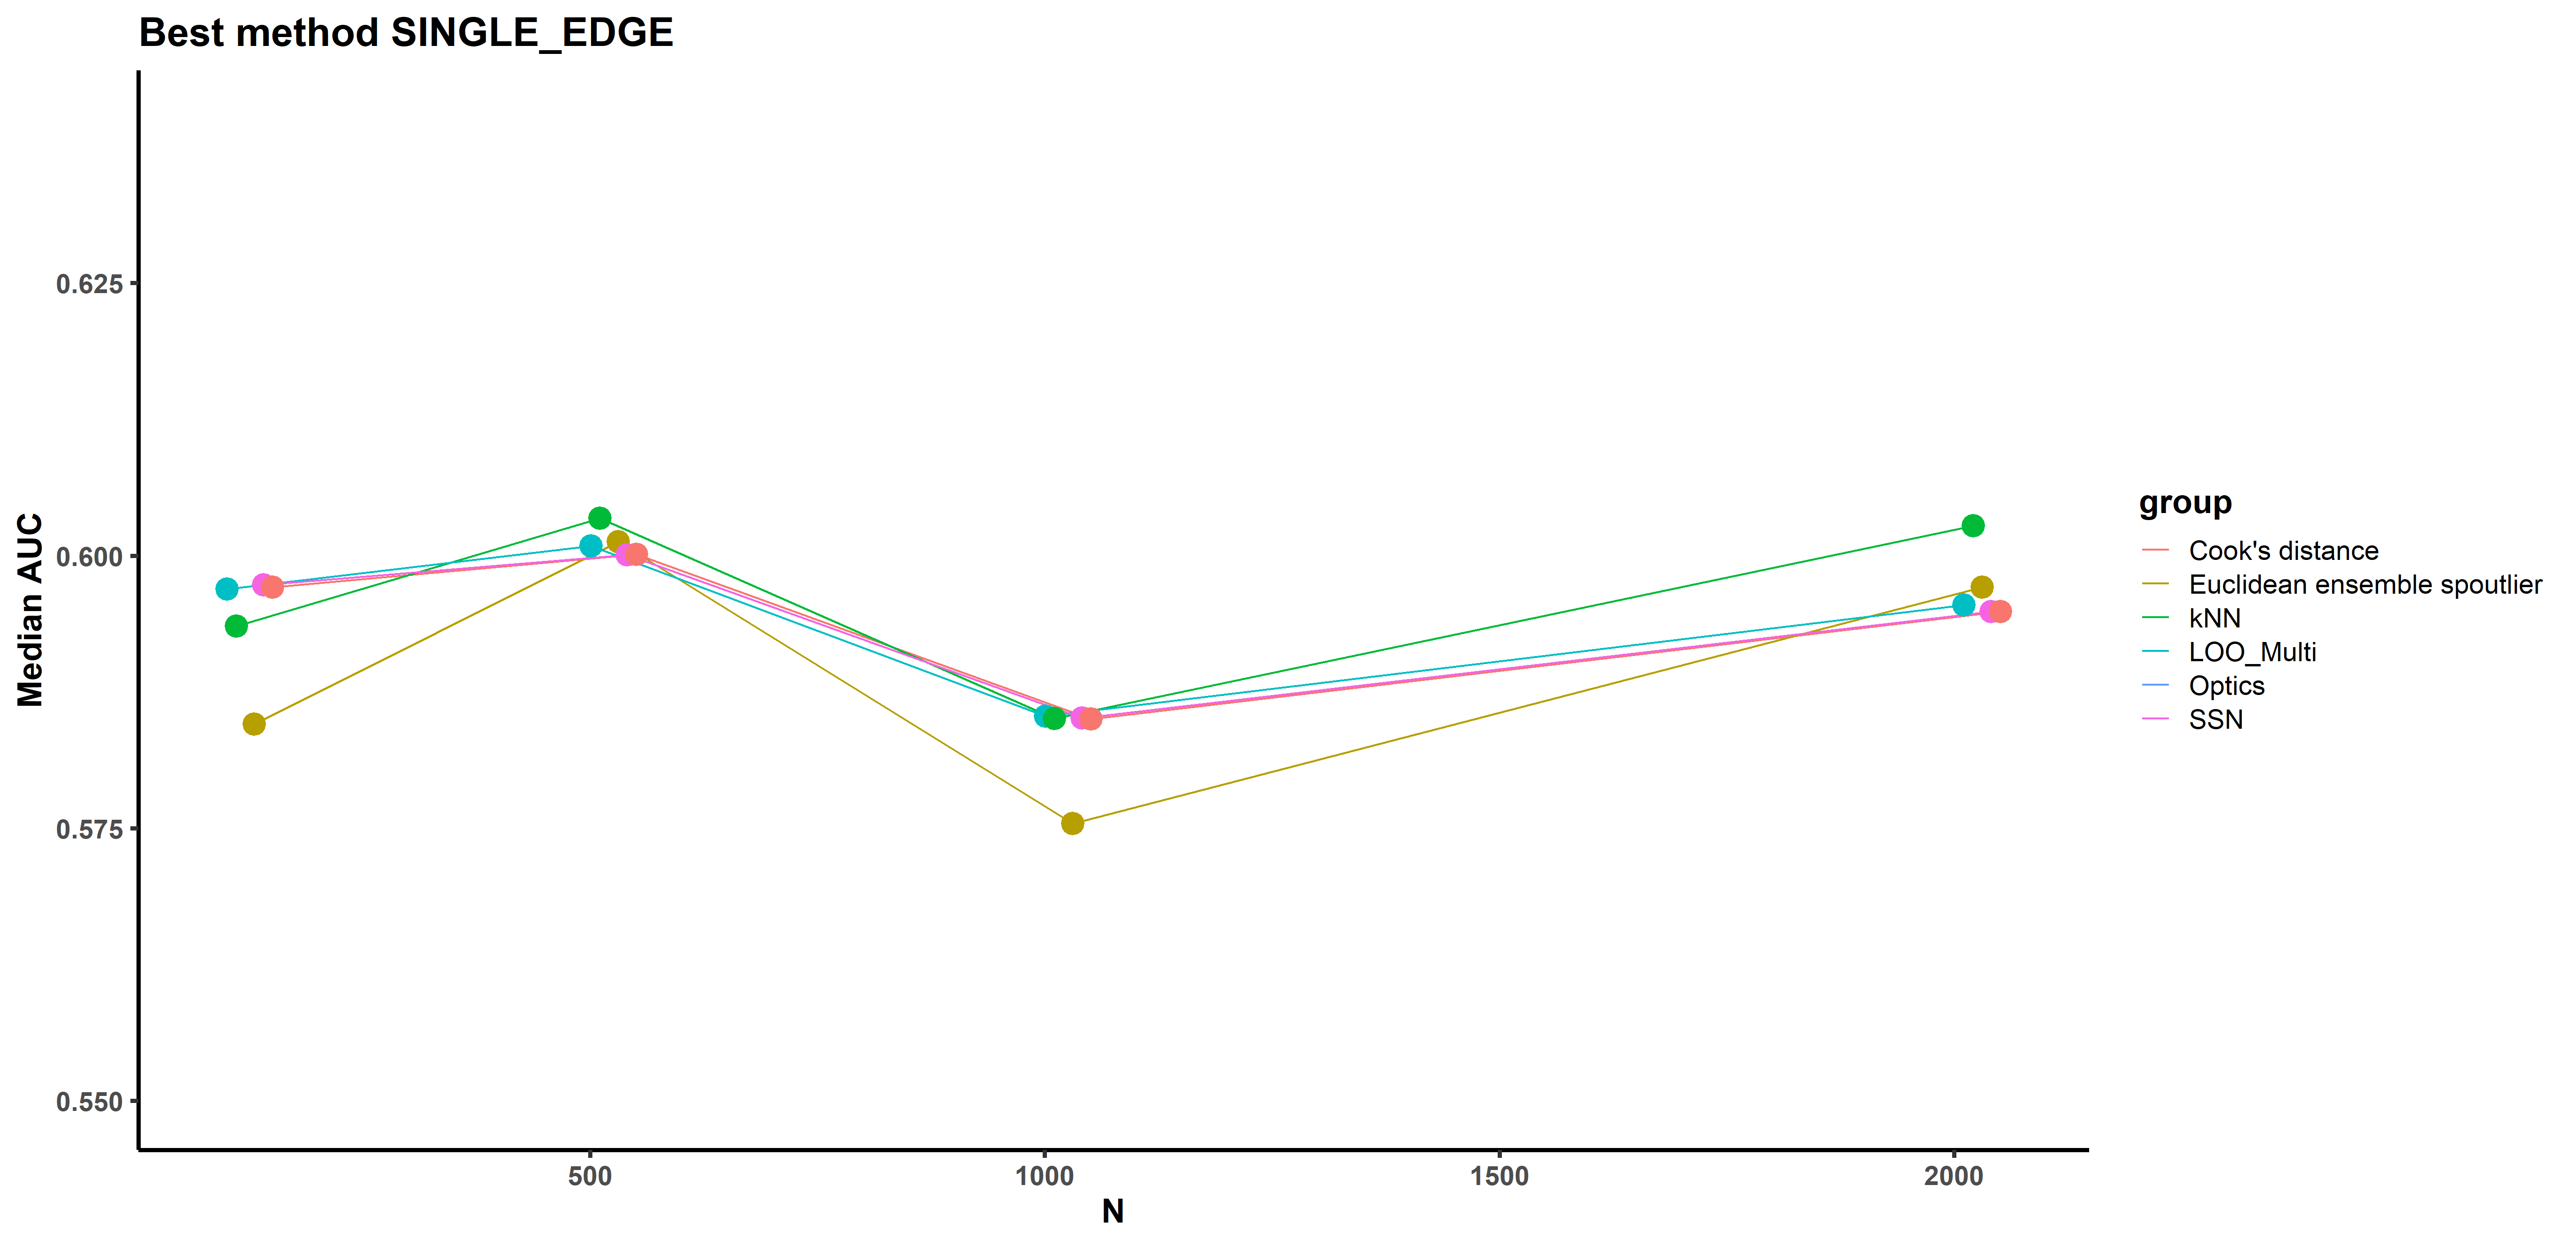 Best method SINGLE_EDGE
Median AUC
0.625
0.600
0.575
0.550
500 1000 1500 2000
N
group
Cook's distance
Euclidean ensemble spoutlier
kNN
LOO_Multi
Optics
SSN